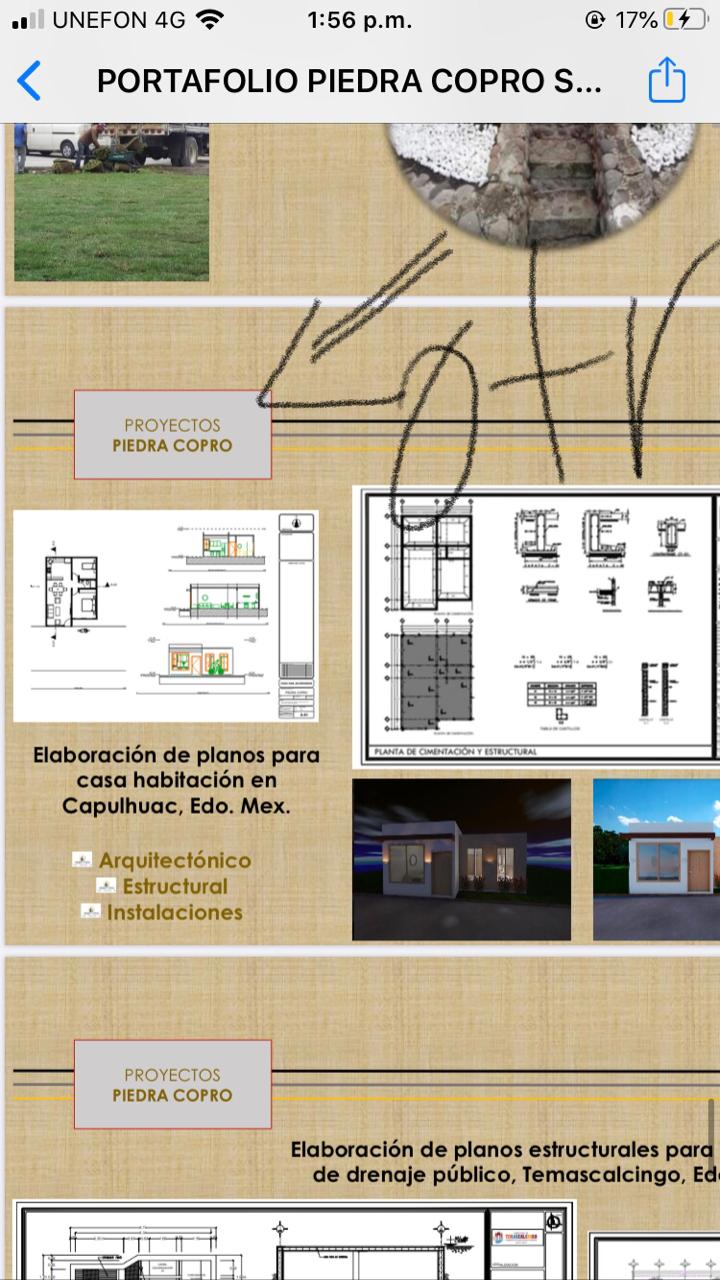 UNEFON 4G
1:56 p.m.
17%
PORTAFOLIO PIEDRA COPRO S...
PROYECTOS
PIEDRA COPRO
PLANTA DE CIMENTACIÓN Y ESTRUCTURAL
Elaboración de planos para
casa habitación en
Capulhuac, Edo. Mex.
Arquitectónico
Estructural
Instalaciones
PROYECTOS
PIEDRA COPRO
Elaboración de planos estructurales para
de drenaje público, Temascalcingo, Ed